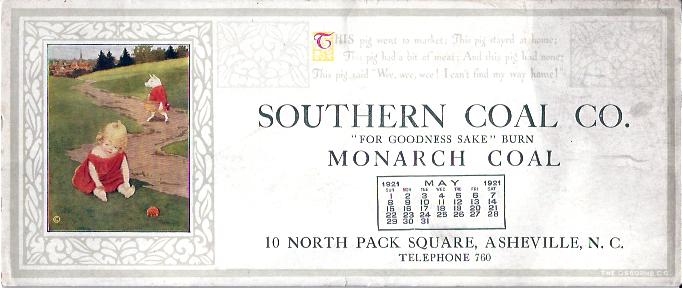 THIS pig went to market; This pig stayed at home;
This pig had a bit of meat; And this pig had none;
This pig said "Wee, wee, wee! I can't find my way home!"
SOUTHERN COAL CO.
"FOR GOODNESS SAKE" BURN
MONARCH COAL
1921 MAY 1921
SUN MON TUE WED THU FRI SAT
1 2 3 4 5 6 7
8 9 10 11 12 13 14
15 16 17 18 19 20 21
22 23 24 25 26 27 28
29 30 31
10 NORTH PACK SQUARE, ASHEVILLE, N. C.
TELEPHONE 760
©
THE OSBORNE CO.